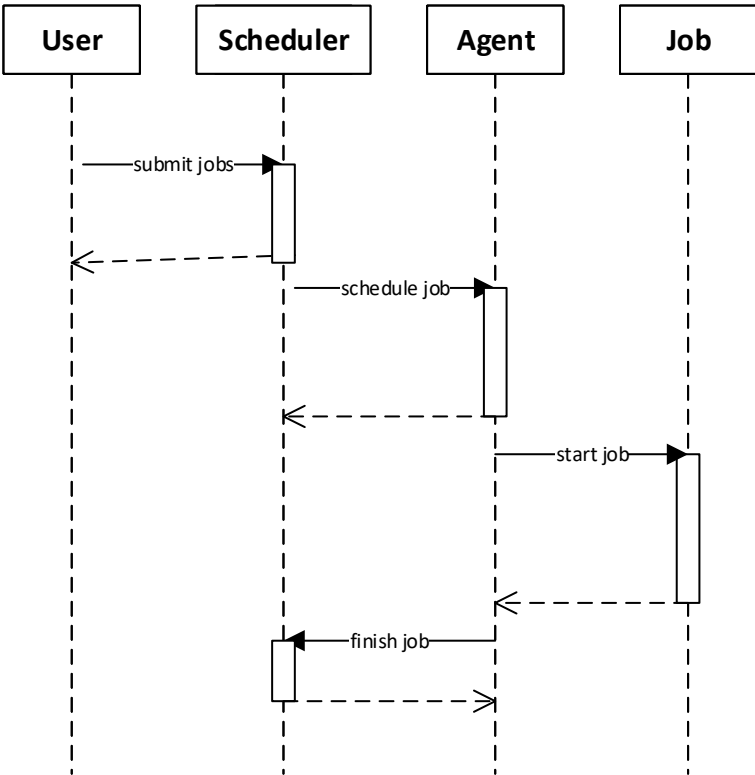 User
Scheduler
Agent
Job
submit jobs
schedule job
start job
finish job